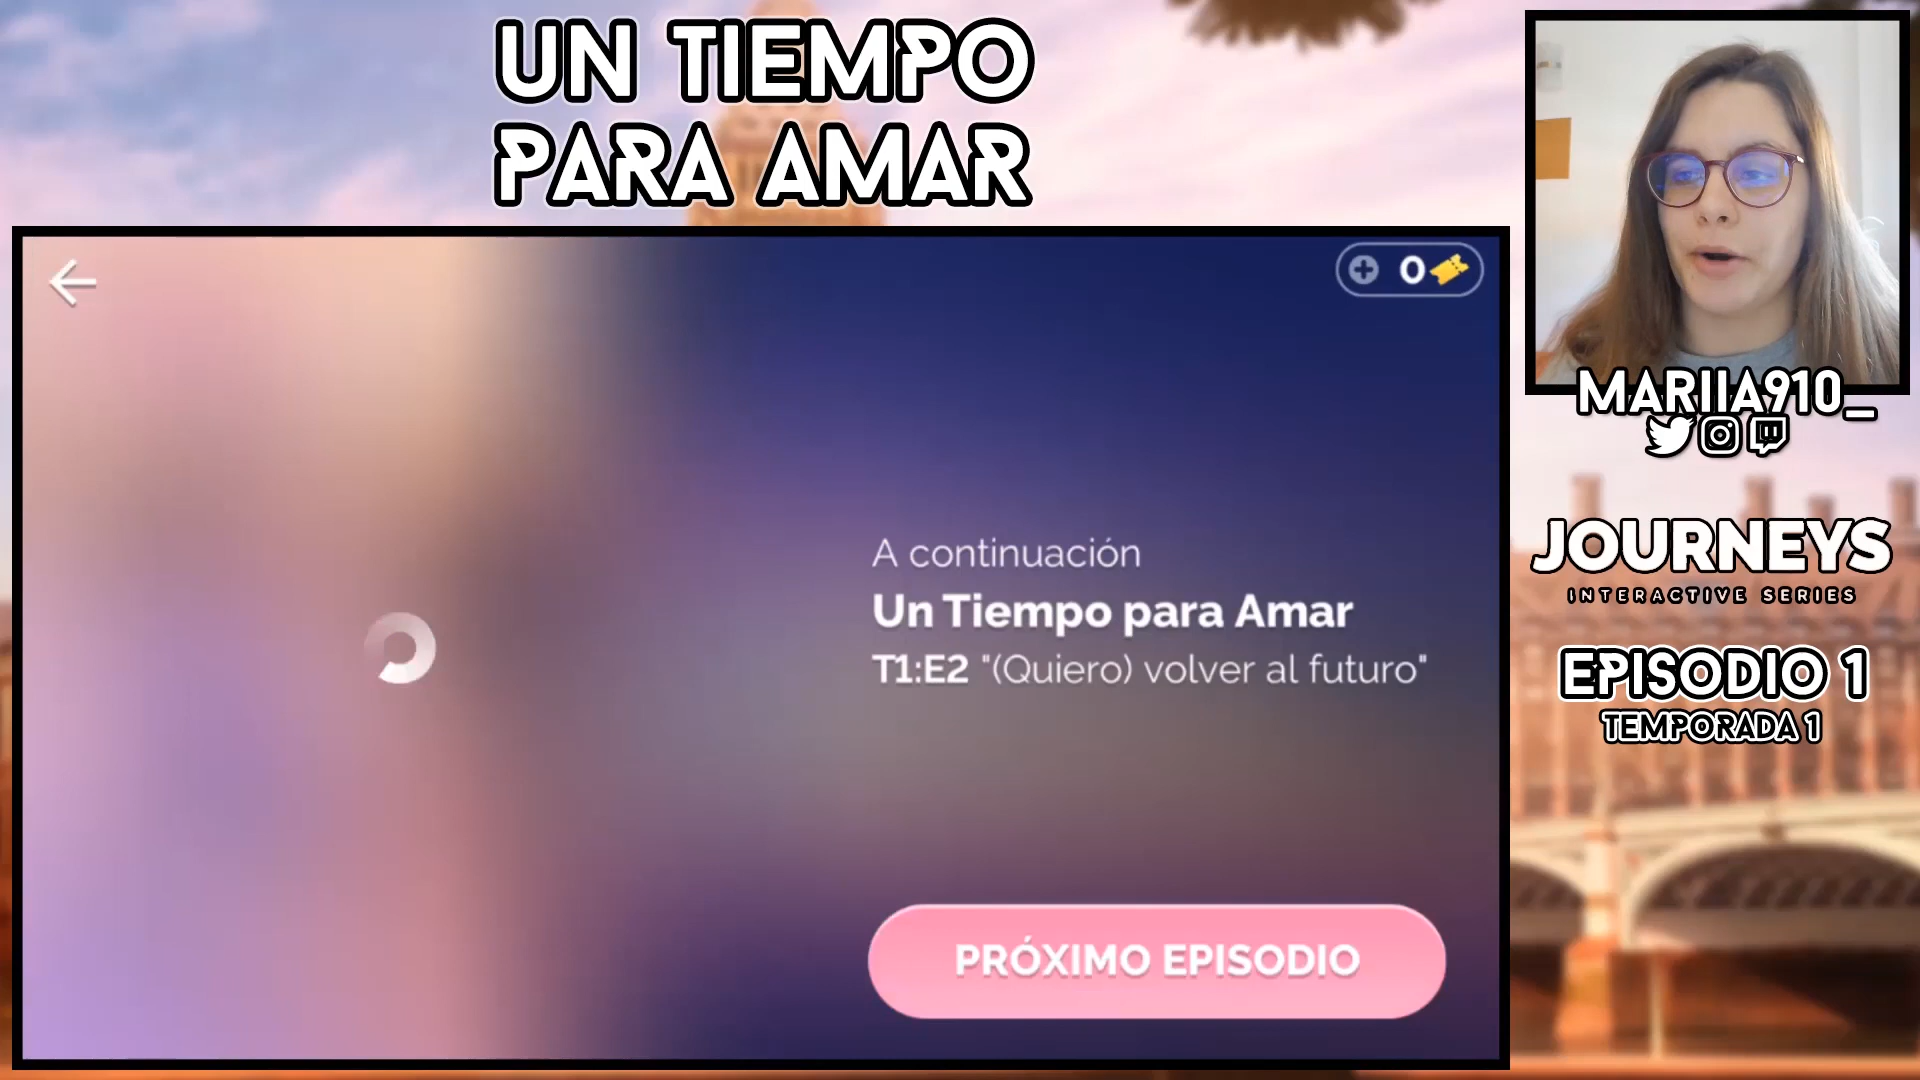 UN TIEMPO
PARA AMAR
0
A continuación
Un Tiempo para Amar
T1:E2 "(Quiero) volver al futuro"
PRÓXIMO EPISODIO
MARIIA910_
JOURNEYS
INTERACTIVE SERIES
EPISODIO 1
TEMPORADA 1